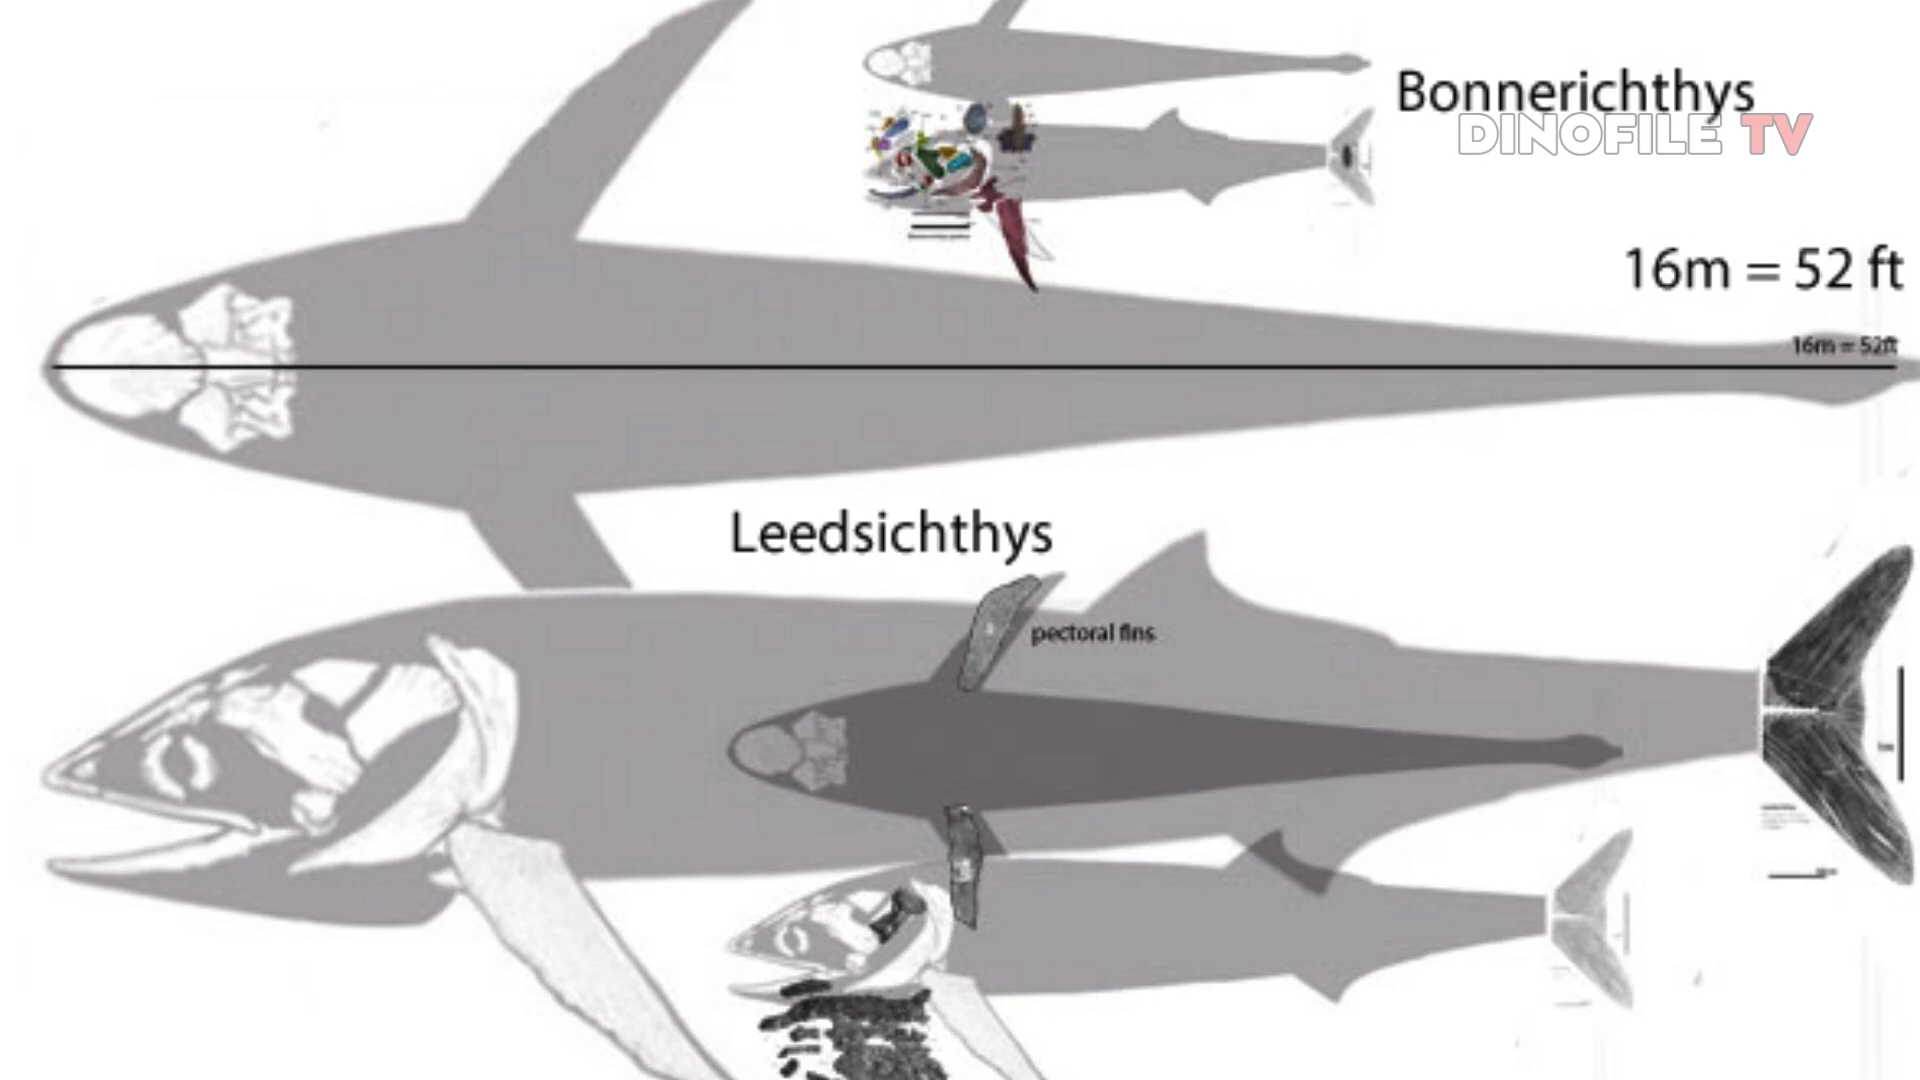 Bonnerichthys
DINOFILE TV
16m = 52 ft
16m = 52ft
Leedsichthys
pectoral fins